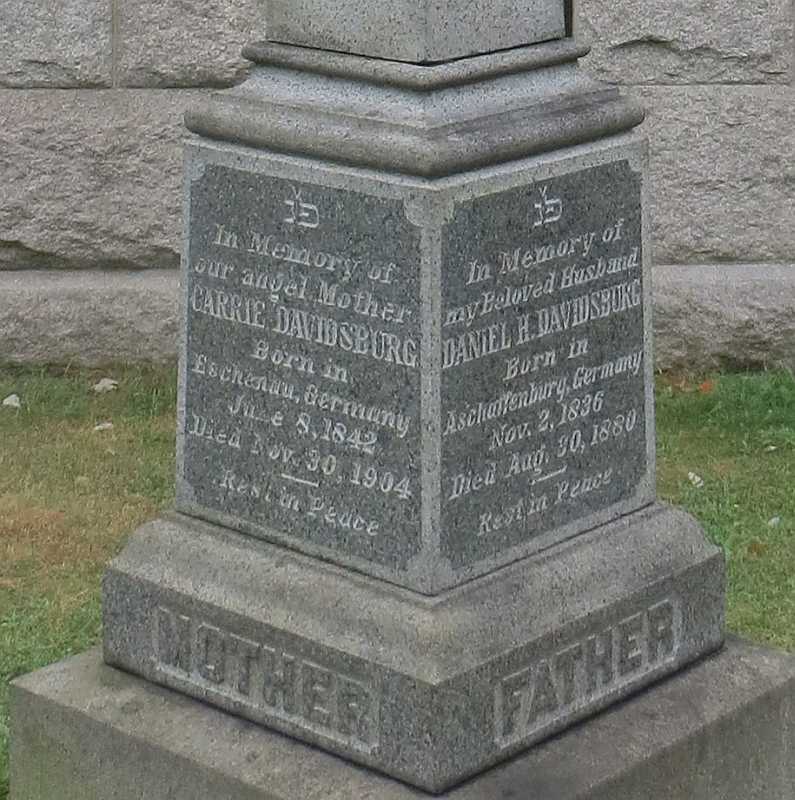 פנ
In Memory of
our angel Mother
CARRIE DAVIDSBURG
Born in
Eschenau, Germany
June 8, 1842
Died Nov. 30, 1904
Rest in Peace
MOTHER
פנ
In Memory of
my Beloved Husband
DANIEL H. DAVIDSBURG
Born in
Aschaffenburg, Germany
Nov. 2, 1836
Died Aug. 30, 1880
Rest in Peace
FATHER